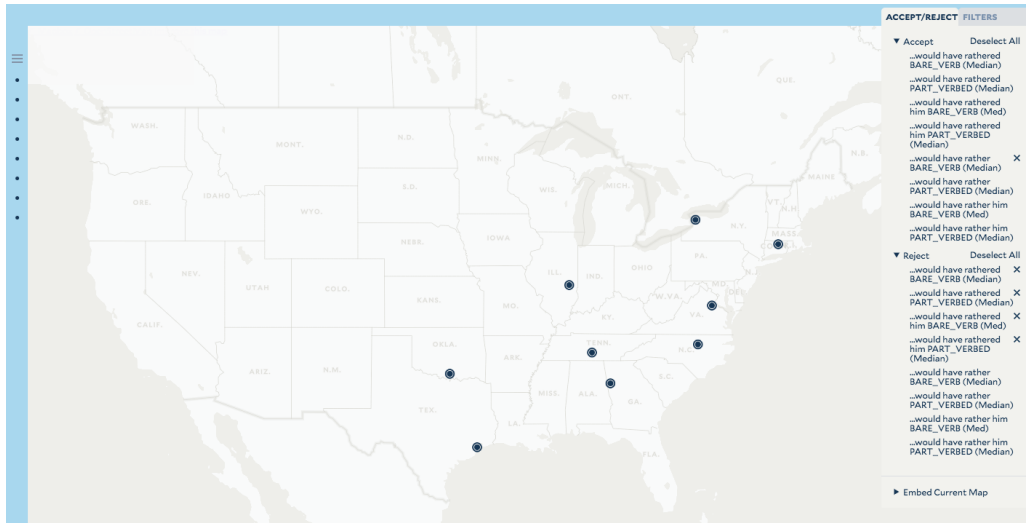 ACCEPT/REJECT FILTERS
▼ Accept Deselect All
...would have rathered
BARE_VERB (Median)
...would have rathered
PART_VERBED (Median)
...would have rathered
him BARE_VERB (Med)
...would have rathered
him PART_VERBED
(Median)
...would have rather ✕
BARE_VERB (Median)
...would have rather
PART_VERBED (Median)
...would have rather him
BARE_VERB (Med)
...would have rather him
PART_VERBED (Median)
▼ Reject Deselect All
...would have rathered ✕
BARE_VERB (Median)
...would have rathered ✕
PART_VERBED (Median)
...would have rathered ✕
him BARE_VERB (Med)
...would have rathered ✕
him PART_VERBED
(Median)
...would have rather
BARE_VERB (Median)
...would have rather
PART_VERBED (Median)
...would have rather him
BARE_VERB (Med)
...would have rather him
PART_VERBED (Median)
▶ Embed Current Map
QUE.
ONT.
WASH.
N.D.
MONT.
MINN.
N.B.
MAINE
S.D.
WIS.
MICH.
IDAHO
ORE.
WYO.
VT.
N.H.
N.Y.
MASS.
IOWA
NEBR.
PA.
OHIO
ILL.
IND.
NEV.
UTAH
COLO.
MD.
DEL.
W.VA.
KANS.
MO.
VA.
KY.
CALIF.
TENN.
N.C.
OKLA.
ARK.
ARIZ.
N.M.
S.C.
MISS.
ALA.
GA.
TEX.
LA.
FLA.